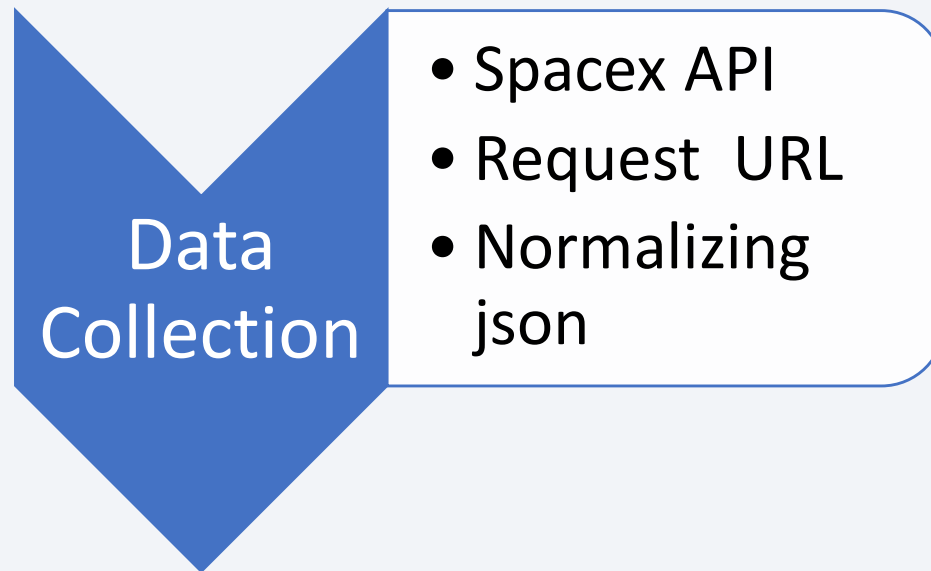 Data
Collection
• Spacex API
• Request  URL
• Normalizing
json